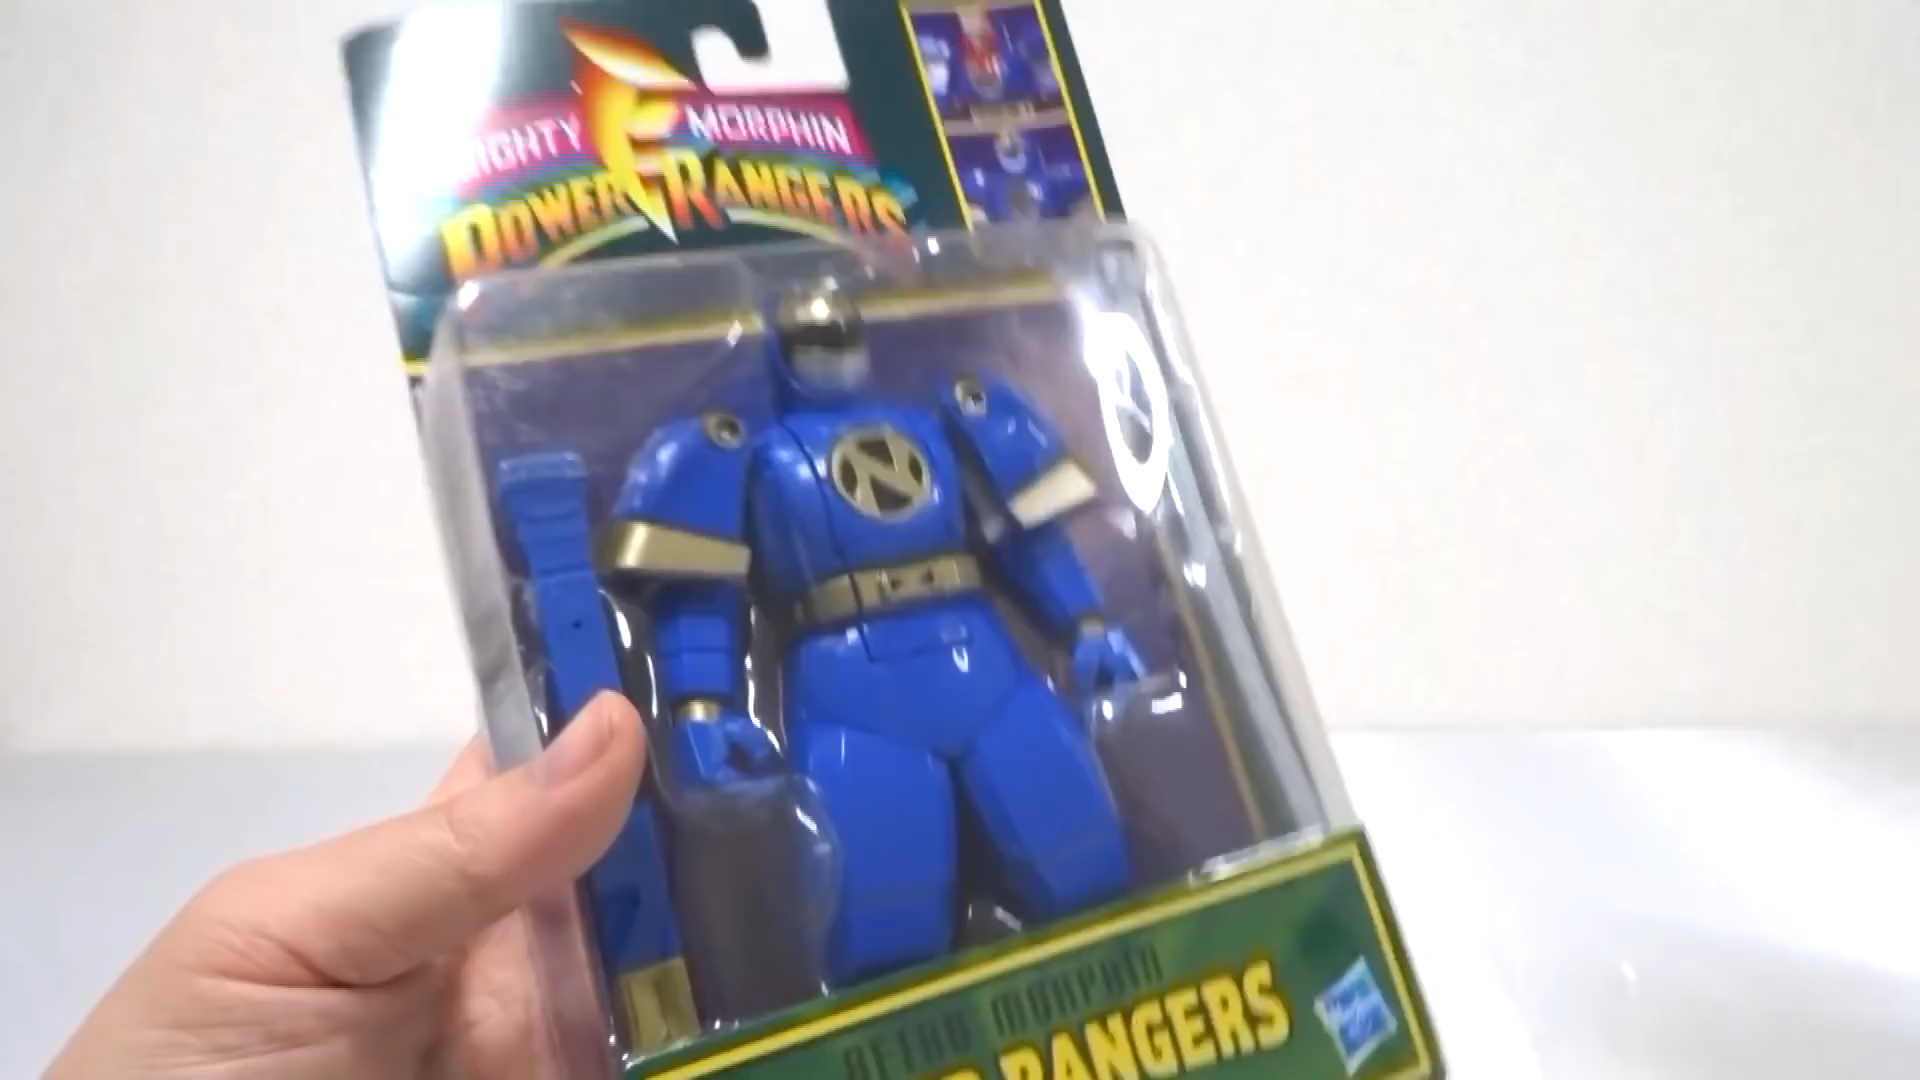 MIGHTY MORPHIN
POWER RANGERS
N
RETRO MORPHIN
RANGERS